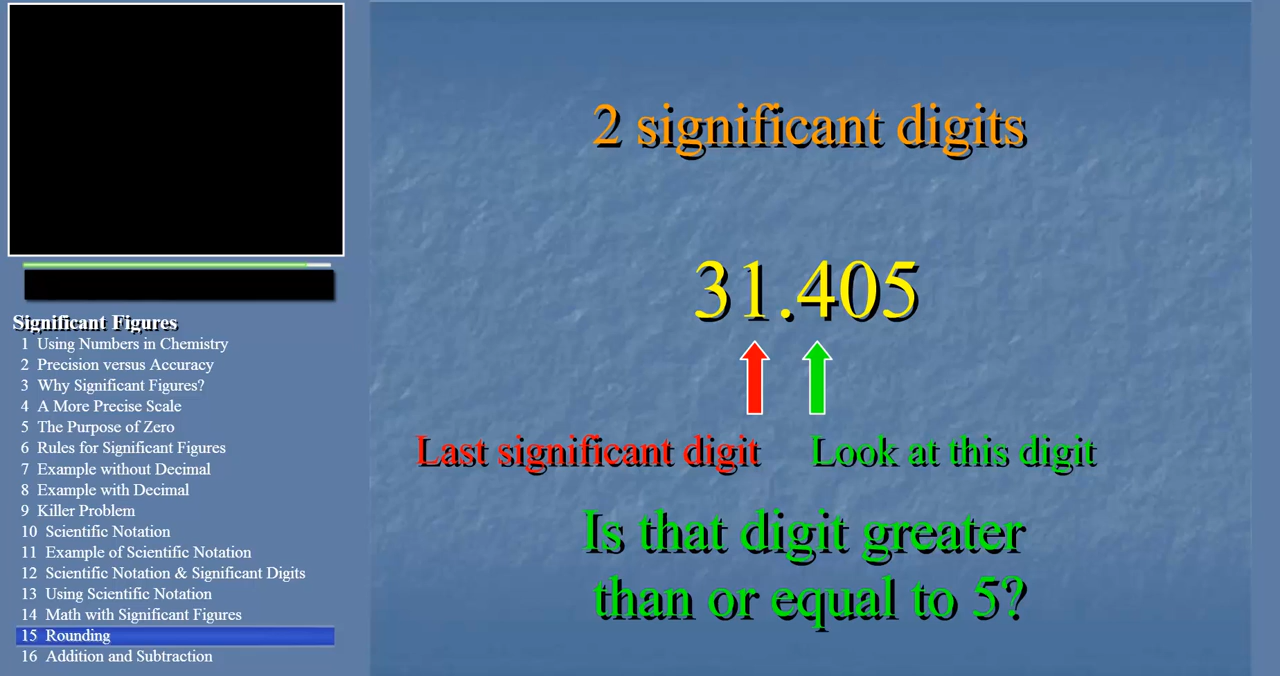 Significant Figures
1 Using Numbers in Chemistry
2 Precision versus Accuracy
3 Why Significant Figures?
4 A More Precise Scale
5 The Purpose of Zero
6 Rules for Significant Figures
7 Example without Decimal
8 Example with Decimal
9 Killer Problem
10 Scientific Notation
11 Example of Scientific Notation
12 Scientific Notation & Significant Digits
13 Using Scientific Notation
14 Math with Significant Figures
15 Rounding
16 Addition and Subtraction
2 significant digits
31.405
Last significant digit
Look at this digit
Is that digit greater
than or equal to 5?